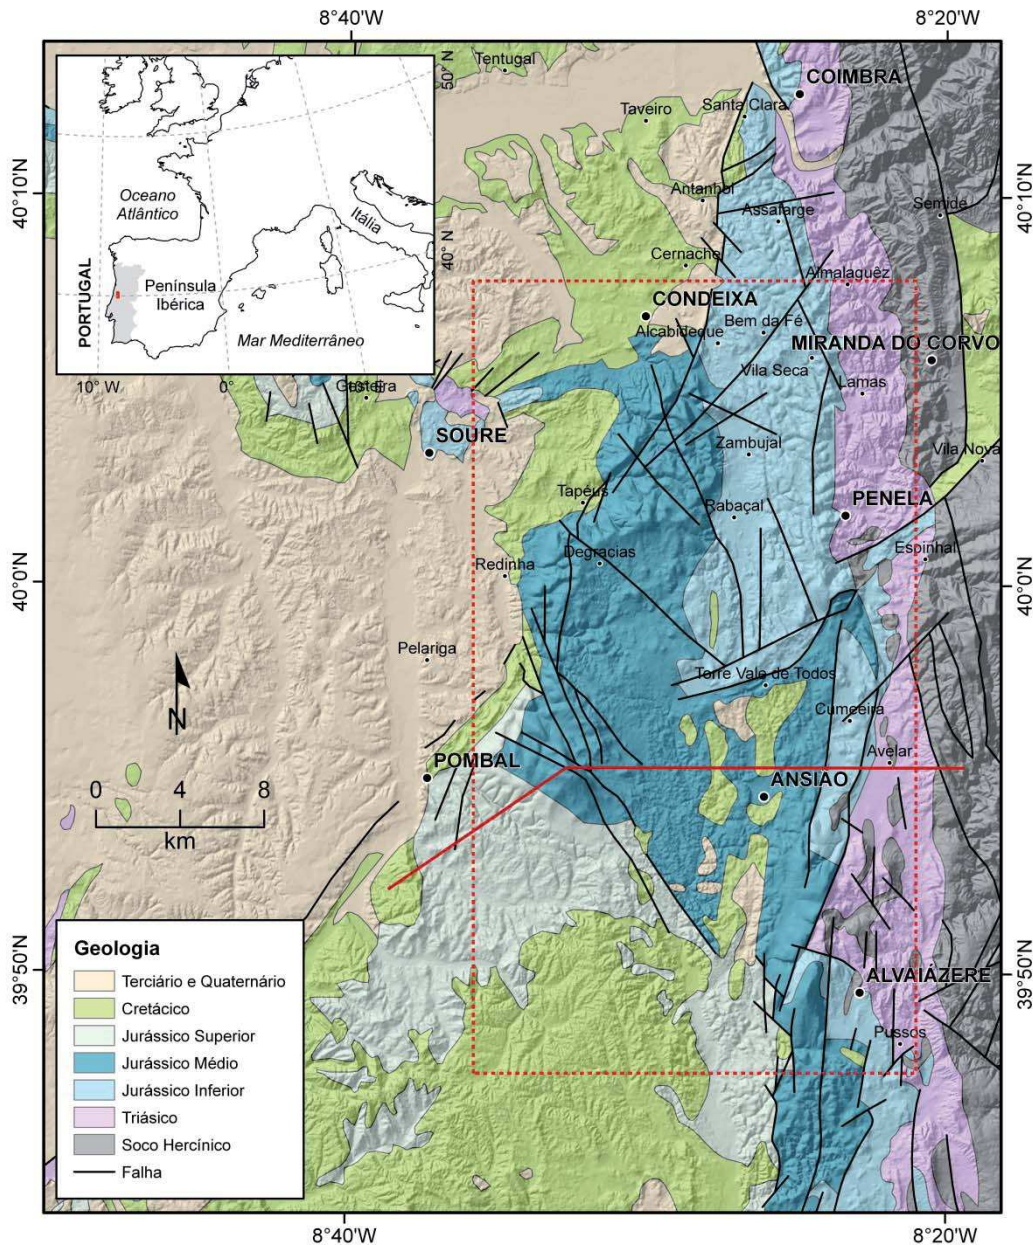 8°40'W
8°20'W
Tentugal
COIMBRA
50° N
Taveiro
Santa Clara
40°10'N
40°10'N
Oceano
Atlântico
Itália
40° N
Antanhol
Assafarge
Semide
PORTUGAL
Península
Ibérica
Cernache
Almalaguêz
CONDEIXA
Mar Mediterrâneo
Alcabideque
Bem da Fé
MIRANDA DO CORVO
10° W
0°
10° E
Gesteira
Vila Seca
Lamas
SOURE
Zambujal
Vila Nova
Tapéus
Rabaçal
PENELA
Degracias
Espinhal
Redinha
40°0'N
40°0'N
Pelariga
Torre Vale de Todos
N
Cumeeira
Avelar
POMBAL
ANSIÃO
0
4
8
km
Geologia
Terciário e Quaternário
Cretácico
Jurássico Superior
Jurássico Médio
Jurássico Inferior
Triásico
Soco Hercínico
Falha
39°50'N
39°50'N
ALVAIÁZERE
Pussos
8°40'W
8°20'W